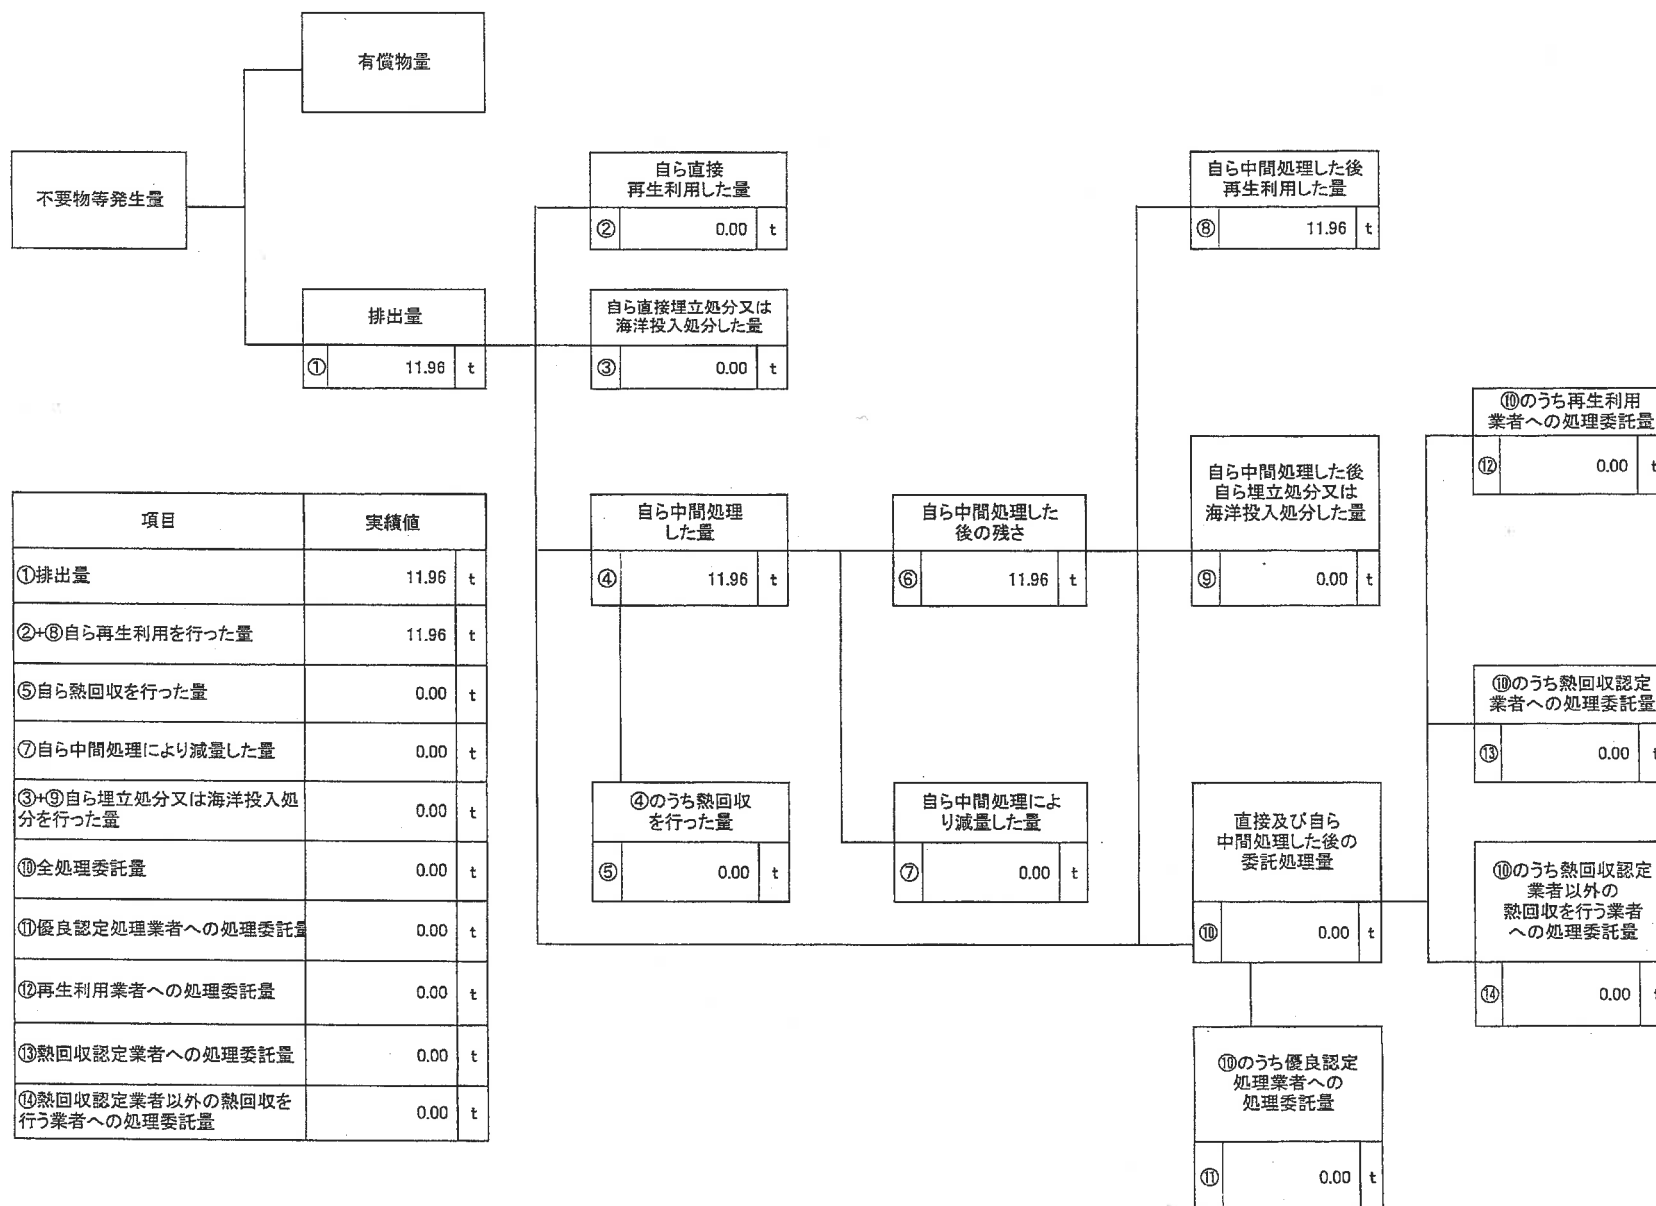 有償物量
不要物等発生量
排出量
① 11.96 t
自ら直接
再生利用した量
② 0.00 t
自ら直接埋立処分又は
海洋投入処分した量
③ 0.00 t
自ら中間処理
した量
④ 11.96 t
④のうち熱回収
を行った量
⑤ 0.00 t
自ら中間処理した
後の残さ
⑥ 11.96 t
自ら中間処理によ
り減量した量
⑦ 0.00 t
自ら中間処理した後
再生利用した量
⑧ 11.96 t
自ら中間処理した後
自ら埋立処分又は
海洋投入処分した量
⑨ 0.00 t
直接及び自ら
中間処理した後の
委託処理量
⑩ 0.00 t
⑩のうち優良認定
処理業者への
処理委託量
⑪ 0.00 t
⑩のうち再生利用
業者への処理委託量
⑫ 0.00 t
⑩のうち熱回収認定
業者への処理委託量
⑬ 0.00 t
⑩のうち熱回収認定
業者以外の
熱回収を行う業者
への処理委託量
⑭ 0.00 t
項目 実績値
①排出量 11.96 t
②+⑧自ら再生利用を行った量 11.96 t
⑤自ら熱回収を行った量 0.00 t
⑦自ら中間処理により減量した量 0.00 t
③+⑨自ら埋立処分又は海洋投入処
分を行った量 0.00 t
⑩全処理委託量 0.00 t
⑪優良認定処理業者への処理委託量 0.00 t
⑫再生利用業者への処理委託量 0.00 t
⑬熱回収認定業者への処理委託量 0.00 t
⑭熱回収認定業者以外の熱回収を
行う業者への処理委託量 0.00 t